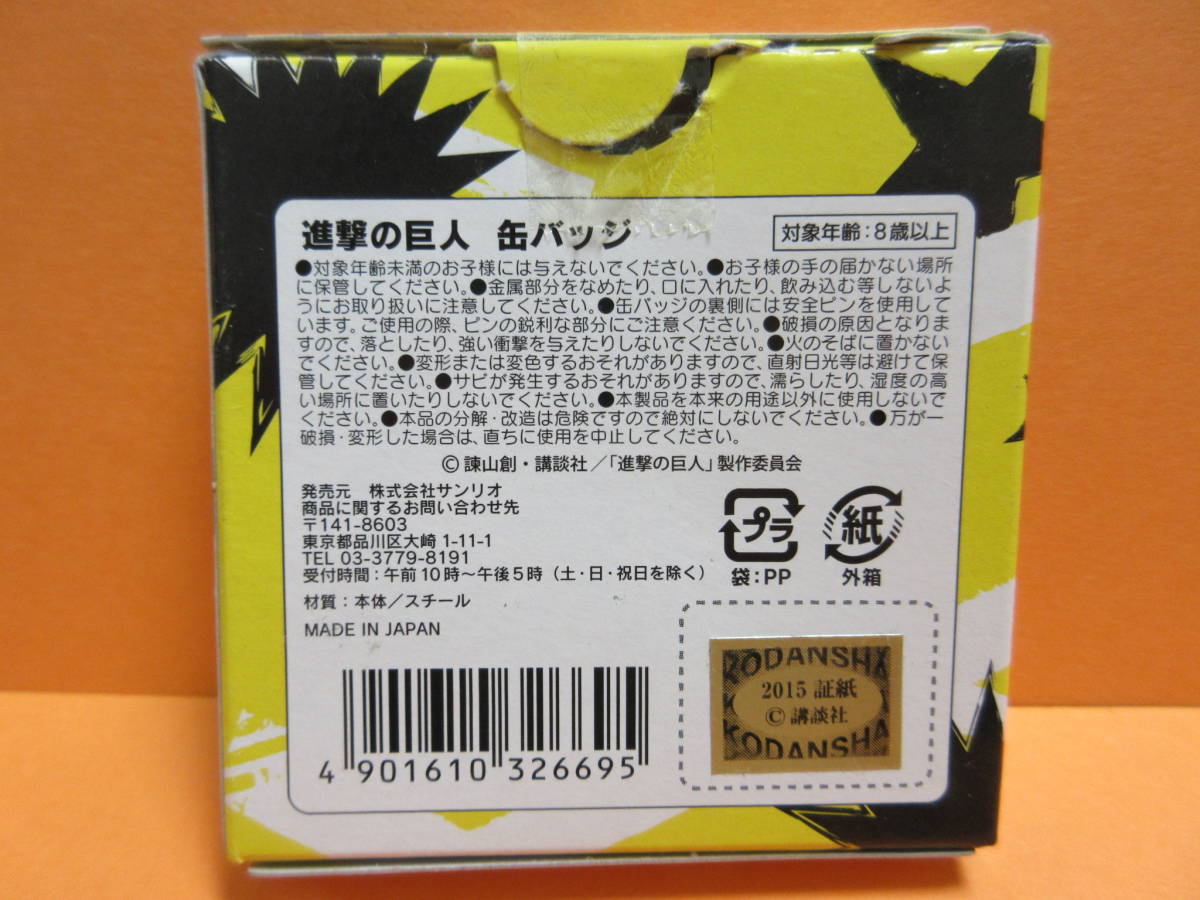 進撃の巨人 缶バッジ
対象年齢:8歳以上
●対象年齢未満のお子様には与えないでください。●お子様の手の届かない場所
に保管してください。●金属部分をなめたり、口に入れたり、飲み込む等しないよ
うにお取り扱いに注意してください。●缶バッジの裏側には安全ピンを使用して
います。ご使用の際、ピンの鋭利な部分にご注意ください。●破損の原因となりま
すので、落としたり、強い衝撃を与えたりしないでください。●火のそばに置かない
でください。●変形または変色するおそれがありますので、直射日光等は避けて保
管してください。●サビが発生するおそれがありますので、濡らしたり、湿度の高
い場所に置いたりしないでください。●本製品を本来の用途以外に使用しないで
ください。●本品の分解・改造は危険ですので絶対にしないでください。●万が一
破損・変形した場合は、直ちに使用を中止してください。
© 諫山創・講談社/「進撃の巨人」製作委員会
発売元 株式会社サンリオ
商品に関するお問い合わせ先
〒141-8603
東京都品川区大崎 1-11-1
TEL 03-3779-8191
受付時間:午前10時~午後5時(土・日・祝日を除く)
材質:本体/スチール
MADE IN JAPAN
プラ
袋:PP
紙
外箱
4 901610 326695
KODANSHA
2015 証紙
© 講談社
KODANSHA